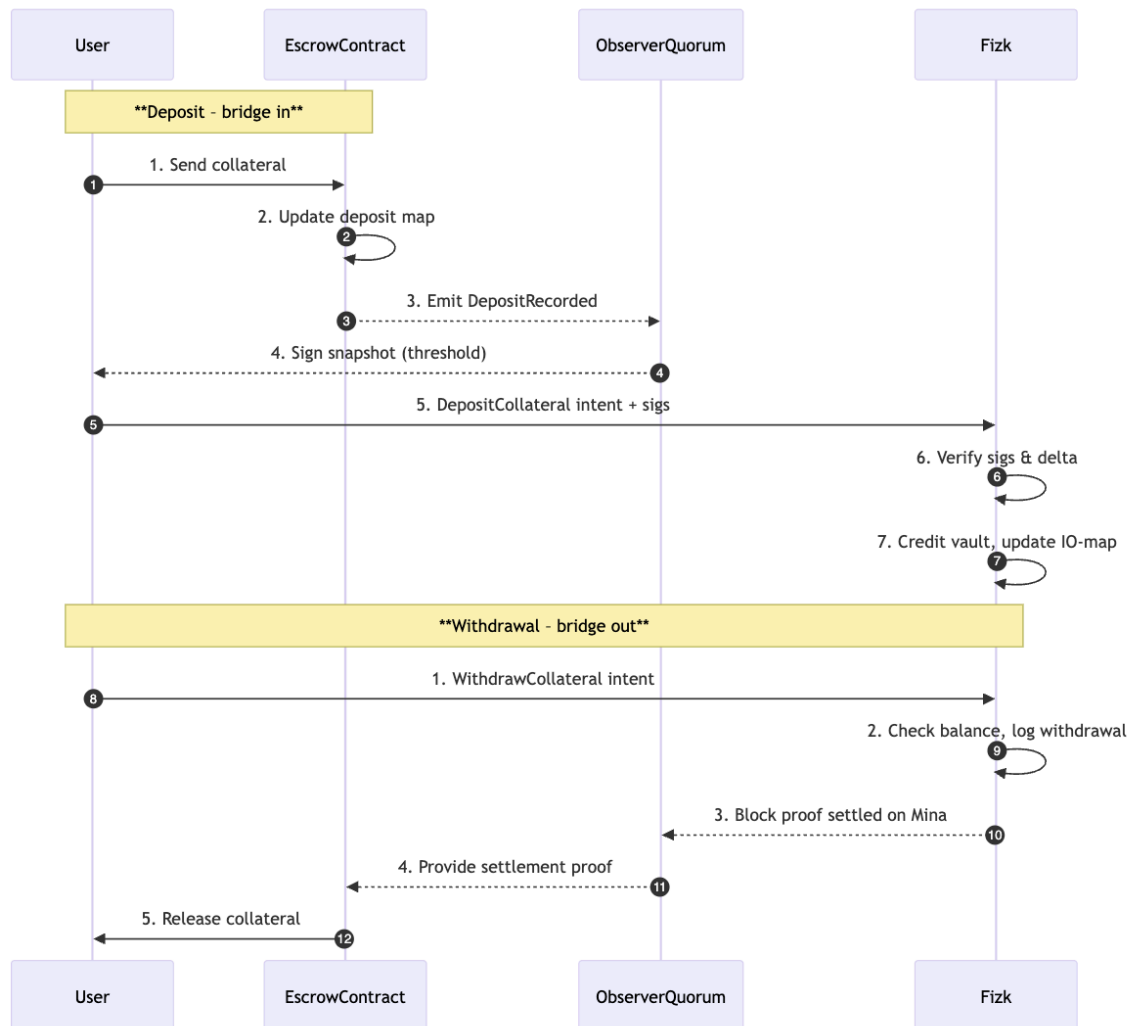 User
EscrowContract
ObserverQuorum
Fizk
**Deposit – bridge in**
1. Send collateral
1
2. Update deposit map
2
3. Emit DepositRecorded
3
4. Sign snapshot (threshold)
4
5. DepositCollateral intent + sigs
5
6. Verify sigs & delta
6
7. Credit vault, update IO-map
7
**Withdrawal – bridge out**
1. WithdrawCollateral intent
8
2. Check balance, log withdrawal
9
3. Block proof settled on Mina
10
4. Provide settlement proof
11
5. Release collateral
12
User
EscrowContract
ObserverQuorum
Fizk